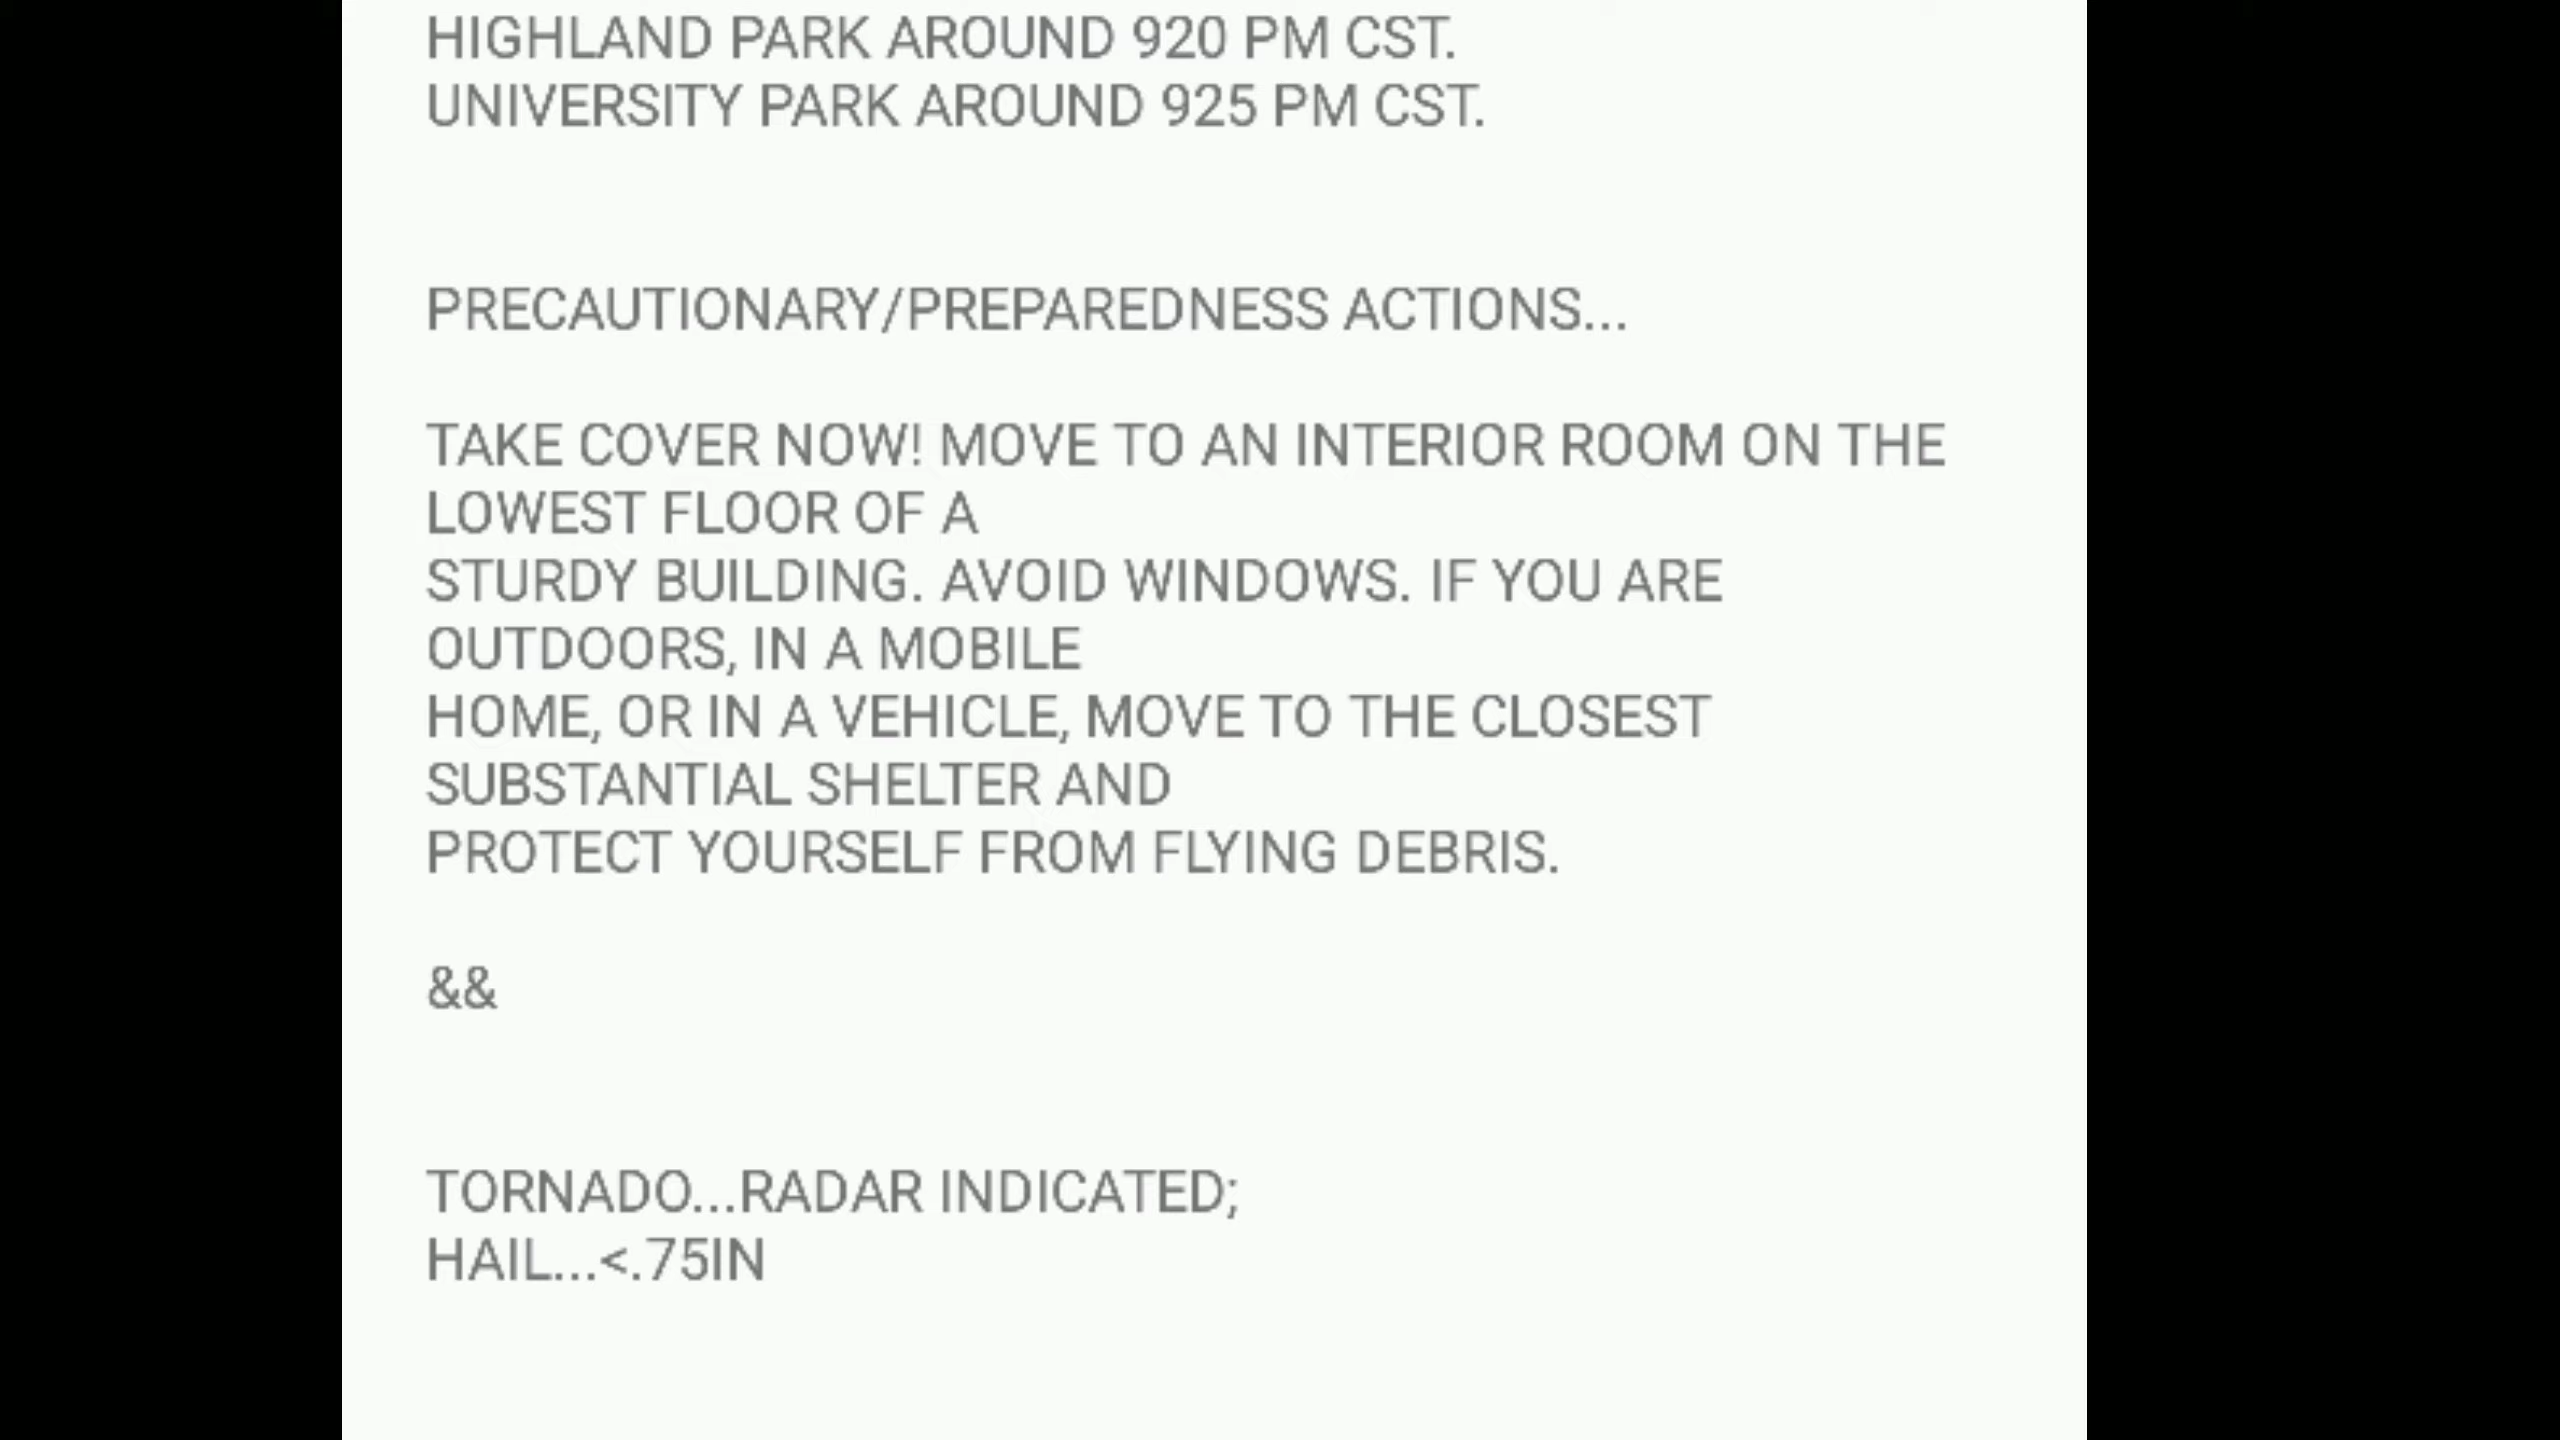 HIGHLAND PARK AROUND 920 PM CST.
UNIVERSITY PARK AROUND 925 PM CST.
PRECAUTIONARY/PREPAREDNESS ACTIONS...
TAKE COVER NOW! MOVE TO AN INTERIOR ROOM ON THE
LOWEST FLOOR OF A
STURDY BUILDING. AVOID WINDOWS. IF YOU ARE
OUTDOORS, IN A MOBILE
HOME, OR IN A VEHICLE, MOVE TO THE CLOSEST
SUBSTANTIAL SHELTER AND
PROTECT YOURSELF FROM FLYING DEBRIS.
&&
TORNADO...RADAR INDICATED;
HAIL...<.75IN